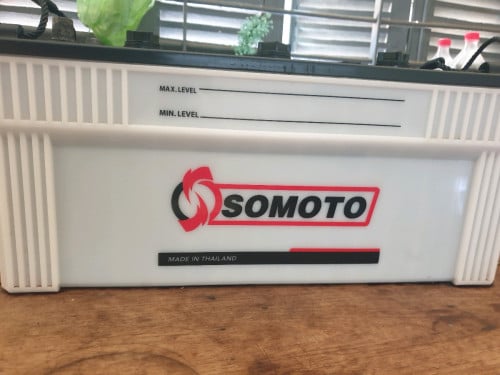 MAX. LEVEL
MIN. LEVEL
SOMOTO
MADE IN THAILAND